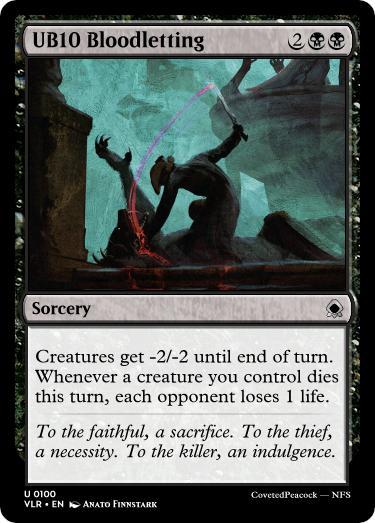 UB10 Bloodletting 2
Sorcery
Creatures get -2/-2 until end of turn.
Whenever a creature you control dies
this turn, each opponent loses 1 life.
To the faithful, a sacrifice. To the thief,
a necessity. To the killer, an indulgence.
U 0100
VLR • EN Anato Finnstark
CovetedPeacock — NFS